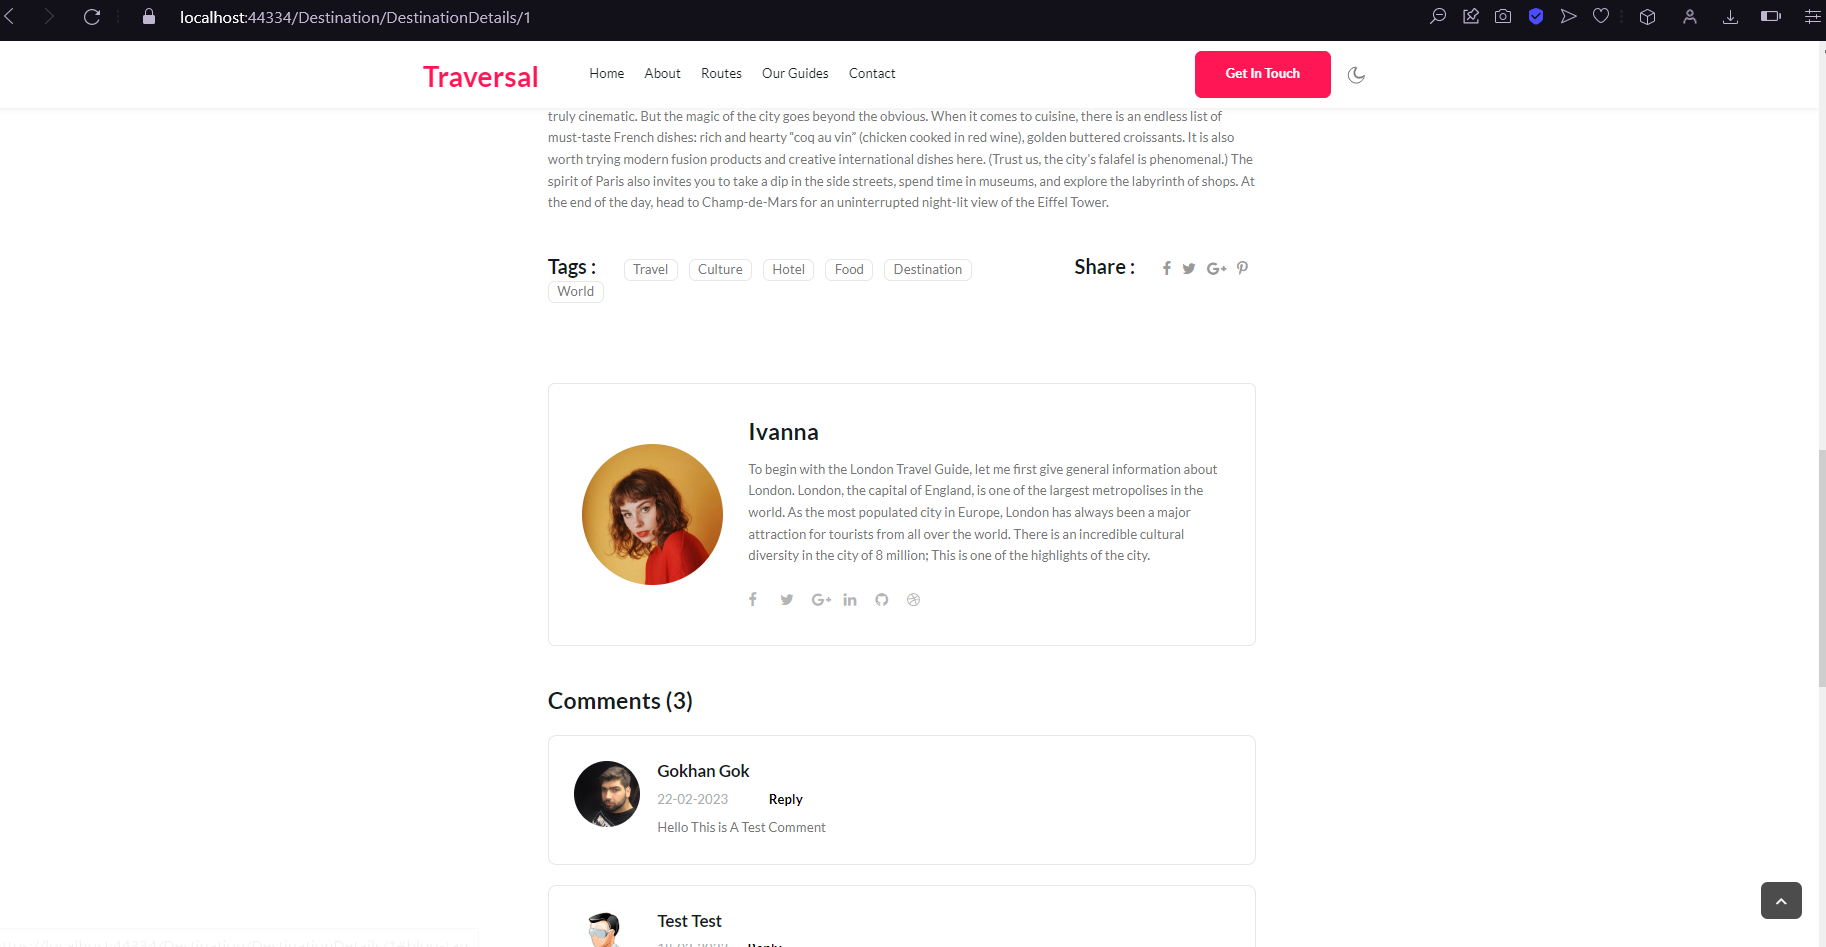 localhost:44334/Destination/DestinationDetails/1
Traversal
Home About Routes Our Guides Contact
Get In Touch
truly cinematic. But the magic of the city goes beyond the obvious. When it comes to cuisine, there is an endless list of
must-taste French dishes: rich and hearty “coq au vin” (chicken cooked in red wine), golden buttered croissants. It is also
worth trying modern fusion products and creative international dishes here. (Trust us, the city’s falafel is phenomenal.) The
spirit of Paris also invites you to take a dip in the side streets, spend time in museums, and explore the labyrinth of shops. At
the end of the day, head to Champ-de-Mars for an uninterrupted night-lit view of the Eiffel Tower.
Tags : Travel Culture Hotel Food Destination
World
Share :
Ivanna
To begin with the London Travel Guide, let me first give general information about
London. London, the capital of England, is one of the largest metropolises in the
world. As the most populated city in Europe, London has always been a major
attraction for tourists from all over the world. There is an incredible cultural
diversity in the city of 8 million; This is one of the highlights of the city.
Comments (3)
Gokhan Gok
22-02-2023 Reply
Hello This is A Test Comment
Test Test
Reply